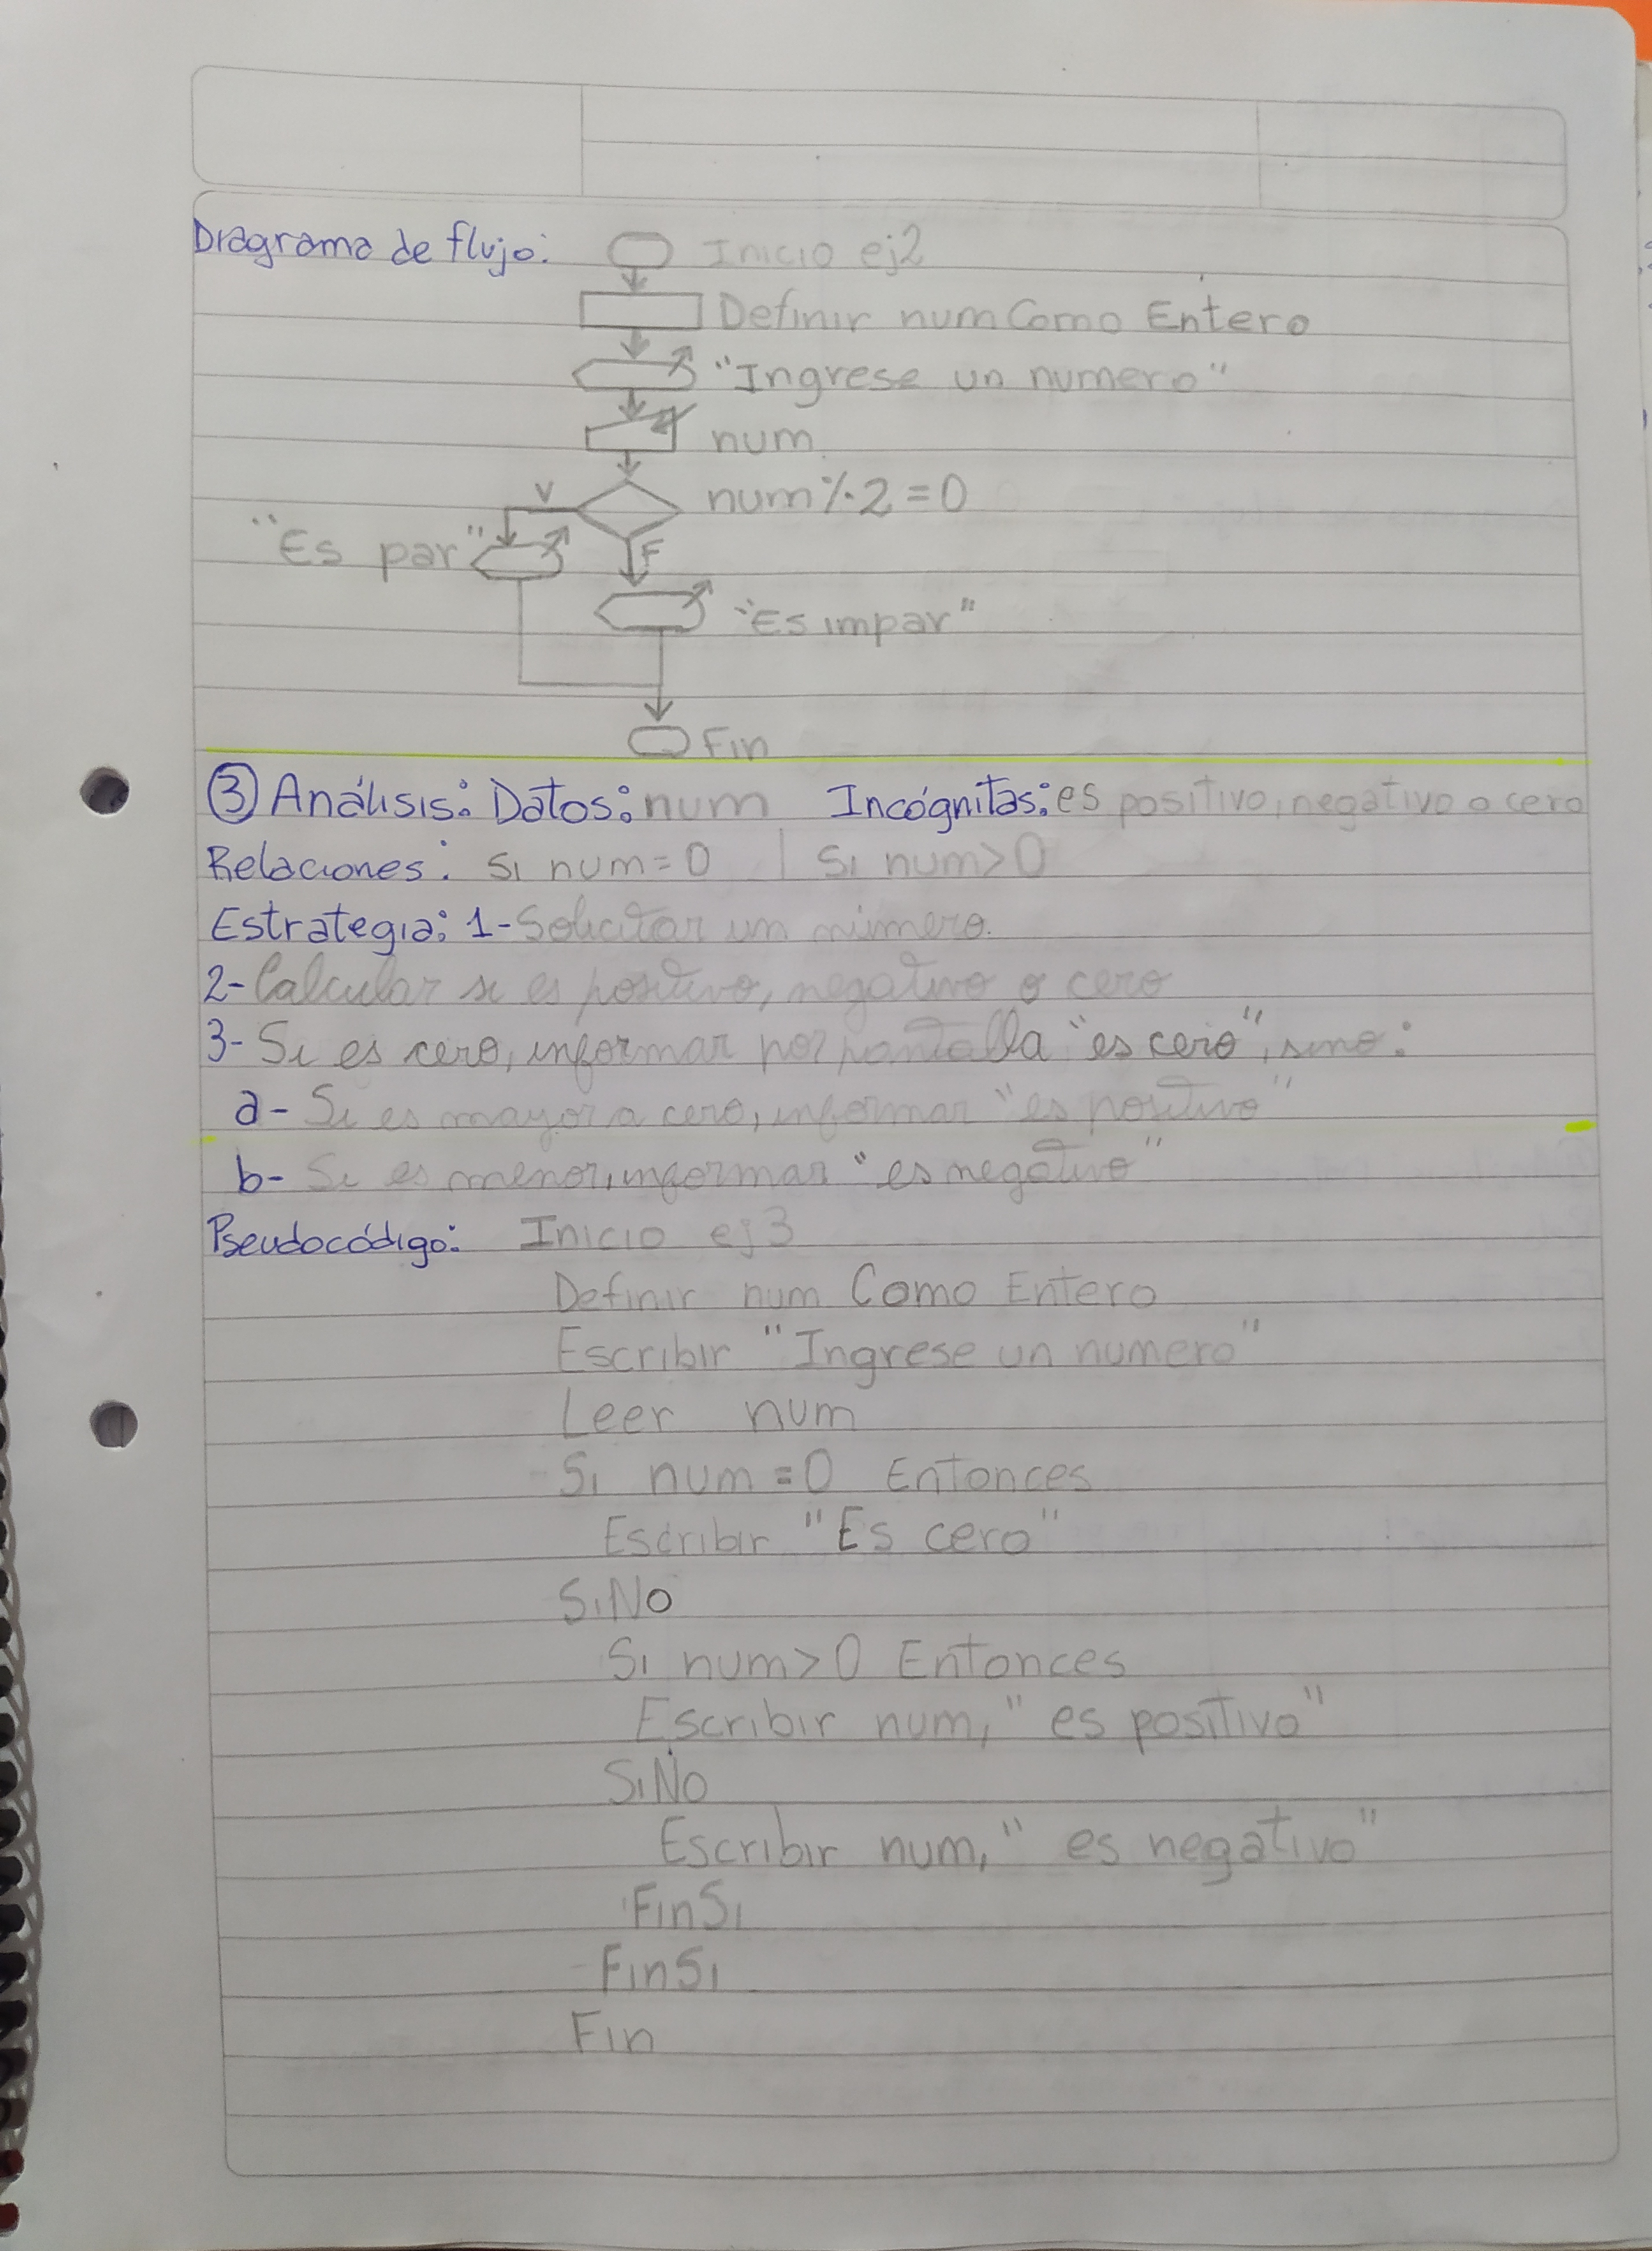 Diagrama de flujo: Inicio ej2
Definir num Como Entero
"Ingrese un numero"
num
V num % 2 = 0
"Es par" F
"Es impar"
Fin
③ Análisis: Datos: num Incógnitas: es positivo, negativo o cero
Relaciones: Si num = 0 | Si num > 0
Estrategia: 1- Solicitar un número.
2- Calcular si es positivo, negativo o cero
3- Si es cero, informar por pantalla "es cero", sino:
a- Si es mayor a cero, informar "es positivo"
b- Si es menor, informar "es negativo"
Pseudocódigo: Inicio ej3
Definir num Como Entero
Escribir "Ingrese un numero"
Leer num
Si num = 0 Entonces
Escribir "Es cero"
SiNo
Si num > 0 Entonces
Escribir num, " es positivo"
SiNo
Escribir num, " es negativo"
FinSi
FinSi
Fin